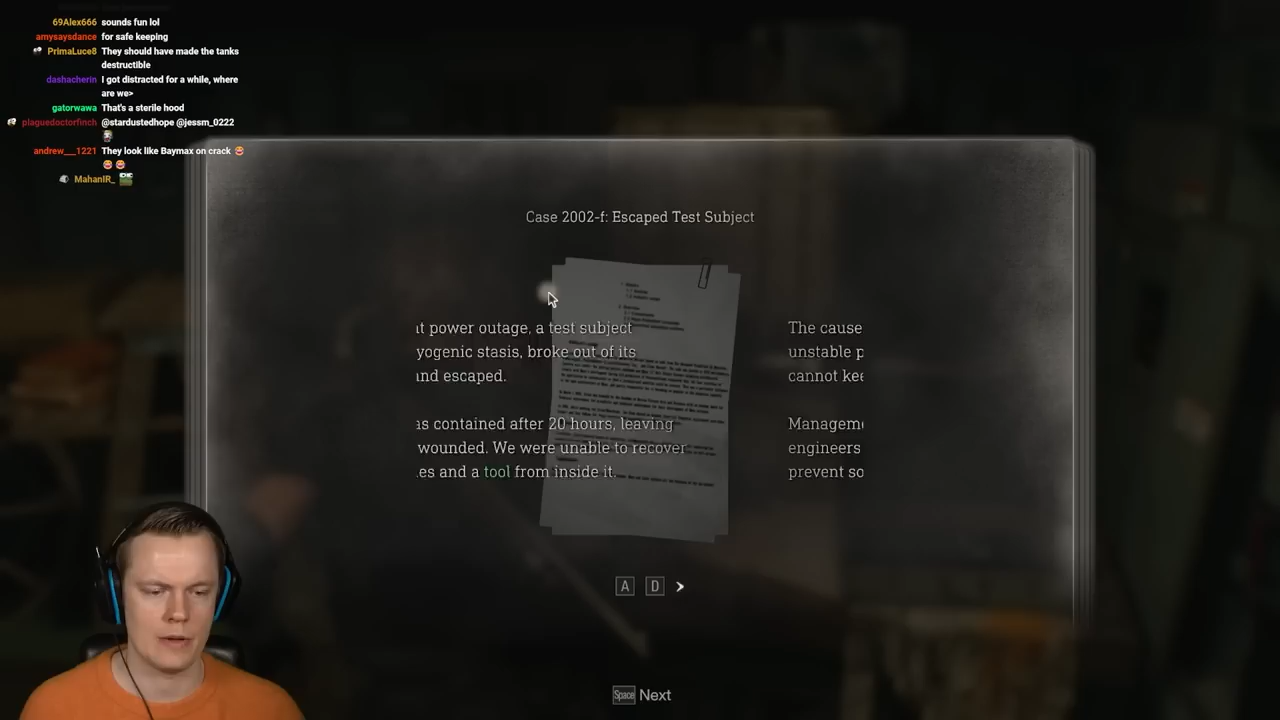 69Alex666 sounds fun lol
amysaysdance for safe keeping
PrimaLuce8 They should have made the tanks
destructible
dashacherin I got distracted for a while, where
are we>
gatorwawa That's a sterile hood
plaguedoctorfinch @stardustedhope @jessm_0222
andrew___1221 They look like Baymax on crack
MahanIR_
Case 2002-f: Escaped Test Subject
t power outage, a test subject
yogenic stasis, broke out of its
nd escaped.
s contained after 20 hours, leaving
wounded. We were unable to recover
es and a tool from inside it.
The cause
unstable p
cannot kee
Manageme
engineers
prevent so
A D
Space Next